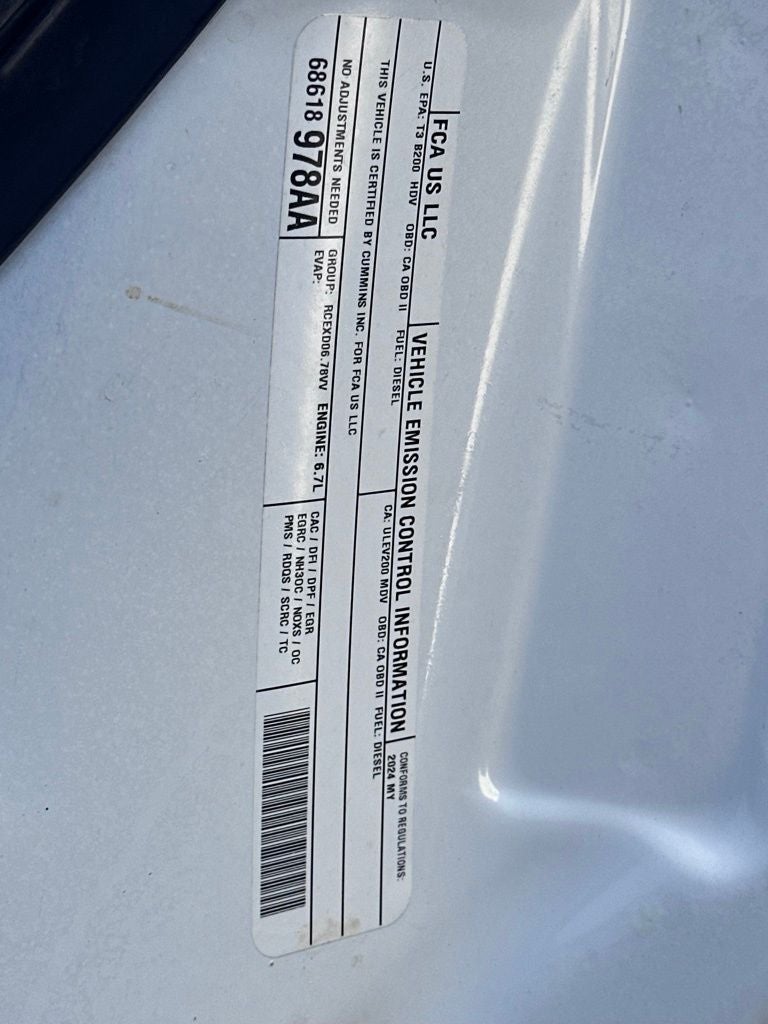 FCA US LLC
VEHICLE EMISSION CONTROL INFORMATION
CONFORMS TO REGULATIONS:
2024 MY
U.S. EPA: T3 B200 HDV OBD: CA OBD II FUEL: DIESEL
CA: ULEV200 MDV OBD: CA OBD II FUEL: DIESEL
THIS VEHICLE IS CERTIFIED BY CUMMINS INC. FOR FCA US LLC
NO ADJUSTMENTS NEEDED
68618978AA
GROUP: RCEXD06.78VV ENGINE: 6.7L
EVAP:
CAC / DFI / DPF / EGR
EGRC / NH3OC / NOXS / OC
PMS / RDQS / SCRC / TC